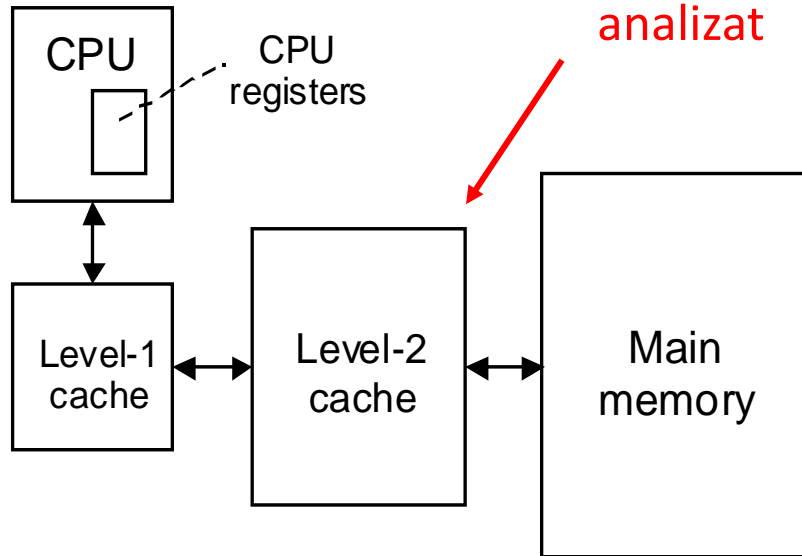 CPU
CPU
registers
analizat
Level-1
cache
Level-2
cache
Main
memory